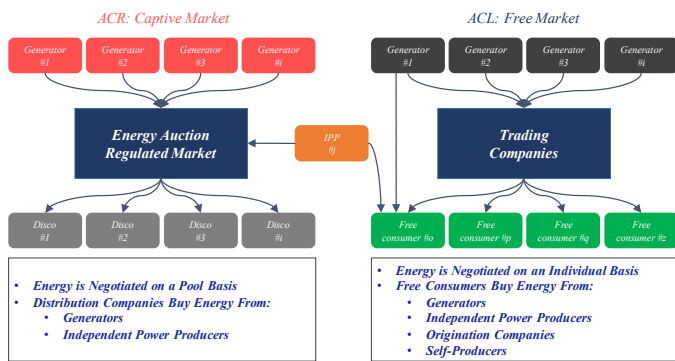 ACR: Captive Market
ACL: Free Market
Generator
#1
Generator
#2
Generator
#3
Generator
#i
Generator
#1
Generator
#2
Generator
#3
Generator
#i
Energy Auction
Regulated Market
IPP
#j
Trading
Companies
Disco
#1
Disco
#2
Disco
#3
Disco
#i
Free
consumer #o
Free
consumer #p
Free
consumer #q
Free
consumer #z
• Energy is Negotiated on a Pool Basis
• Distribution Companies Buy Energy From:
• Generators
• Independent Power Producers
• Energy is Negotiated on an Individual Basis
• Free Consumers Buy Energy From:
• Generators
• Independent Power Producers
• Origination Companies
• Self-Producers